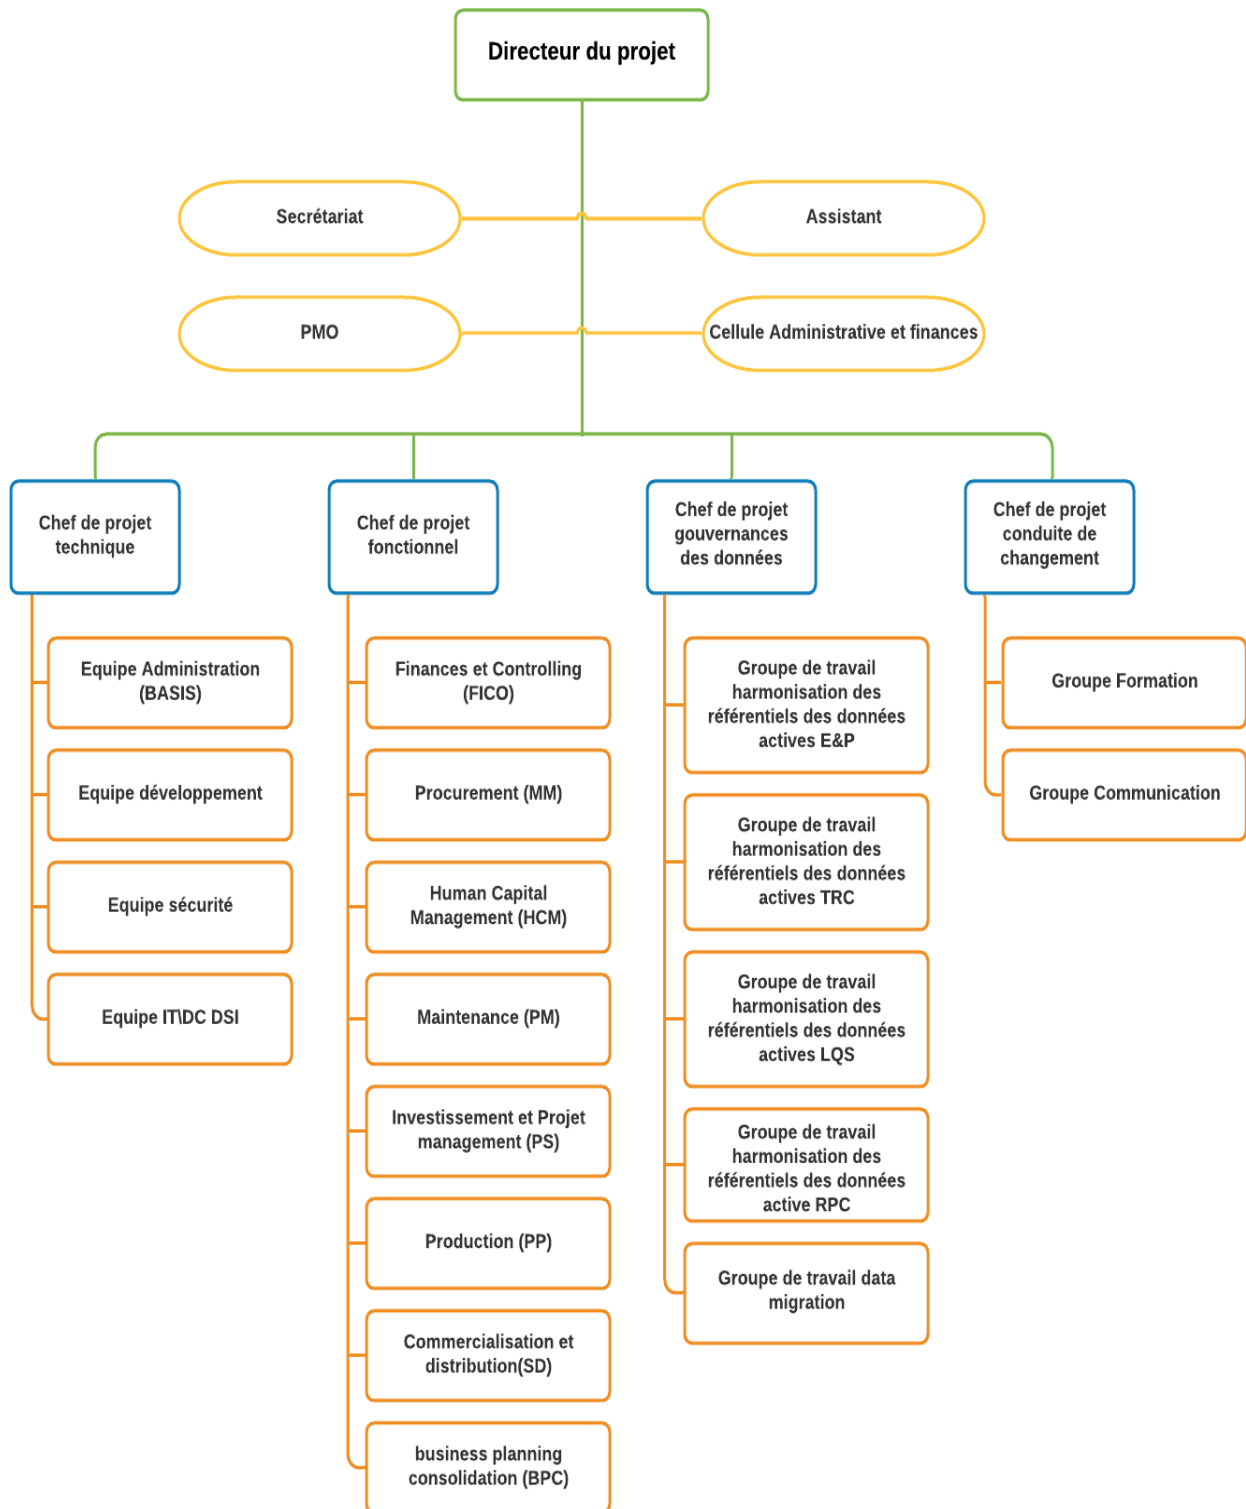 Directeur du projet
Secrétariat
Assistant
PMO
Cellule Administrative et finances
Chef de projet
technique
Chef de projet
fonctionnel
Chef de projet
gouvernances
des données
Chef de projet
conduite de
changement
Equipe Administration
(BASIS)
Equipe développement
Equipe sécurité
Equipe IT\DC DSI
Finances et Controlling
(FICO)
Procurement (MM)
Human Capital
Management (HCM)
Maintenance (PM)
Investissement et Projet
management (PS)
Production (PP)
Commercialisation et
distribution(SD)
business planning
consolidation (BPC)
Groupe de travail
harmonisation des
référentiels des données
actives E&P
Groupe de travail
harmonisation des
référentiels des données
actives TRC
Groupe de travail
harmonisation des
référentiels des données
actives LQS
Groupe de travail
harmonisation des
référentiels des données
active RPC
Groupe de travail data
migration
Groupe Formation
Groupe Communication